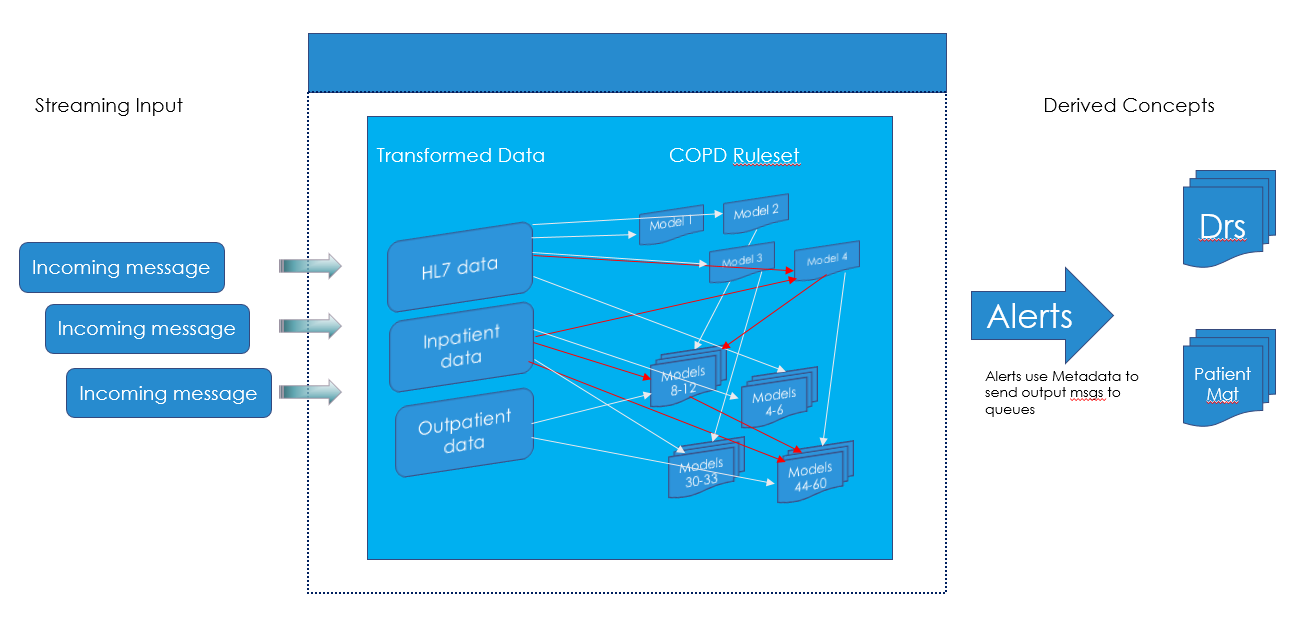 Streaming Input
Derived Concepts
Transformed Data
COPD Ruleset
Incoming message
Incoming message
Incoming message
HL7 data
Inpatient
data
Outpatient
data
Model 1
Model 2
Model 3
Model 4
Models
8-12
Models
4-6
Models
30-33
Models
44-60
Alerts
Alerts use Metadata to
send output msgs to
queues
Drs
Patient
Mgt